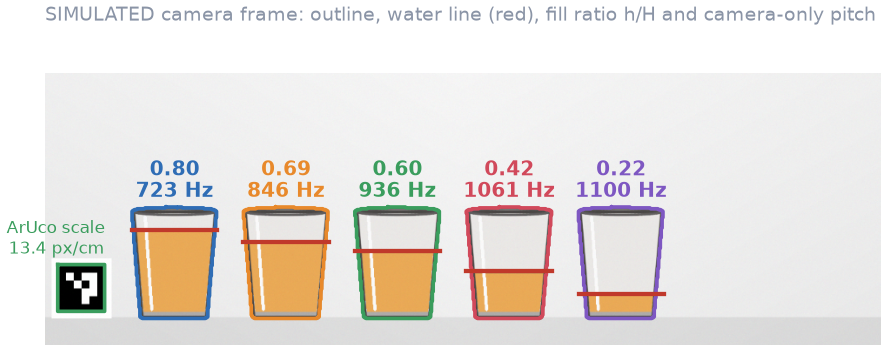 SIMULATED camera frame: outline, water line (red), fill ratio h/H and camera-only pitch
0.80
723 Hz
0.69
846 Hz
0.60
936 Hz
0.42
1061 Hz
0.22
1100 Hz
ArUco scale
13.4 px/cm